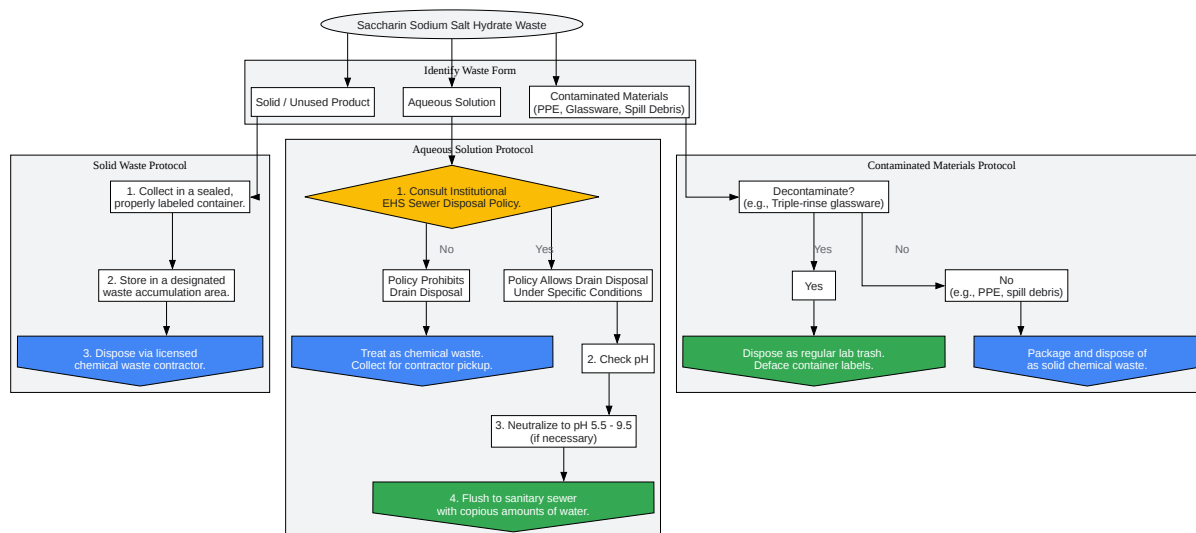 Saccharin Sodium Salt Hydrate Waste
Identify Waste Form
Solid / Unused Product
Aqueous Solution
Contaminated Materials
(PPE, Glassware, Spill Debris)
Solid Waste Protocol
1. Collect in a sealed,
properly labeled container.
2. Store in a designated
waste accumulation area.
3. Dispose via licensed
chemical waste contractor.
Aqueous Solution Protocol
1. Consult Institutional
EHS Sewer Disposal Policy.
No
Yes
Policy Prohibits
Drain Disposal
Policy Allows Drain Disposal
Under Specific Conditions
Treat as chemical waste.
Collect for contractor pickup.
2. Check pH
3. Neutralize to pH 5.5 - 9.5
(if necessary)
4. Flush to sanitary sewer
with copious amounts of water.
Contaminated Materials Protocol
Decontaminate?
(e.g., Triple-rinse glassware)
Yes
No
Yes
No
(e.g., PPE, spill debris)
Dispose as regular lab trash.
Deface container labels.
Package and dispose of
as solid chemical waste.